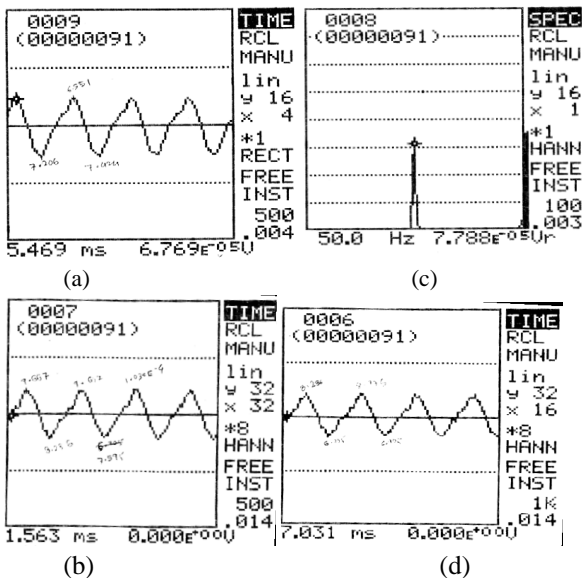 0009
(00000091)
TIME
RCL
MANU
lin
y 16
x 4
*1
RECT
FREE
INST
500
.004
5.469 ms 6.769E-05V
(a)
0008
(00000091)
SPEC
RCL
MANU
lin
y 16
x 1
*1
HANN
FREE
INST
100
.003
50.0 Hz 7.788E-05Vr
(c)
0007
(00000091)
TIME
RCL
MANU
lin
y 32
x 32
*8
HANN
FREE
INST
500
.014
1.563 ms 0.000E+00V
(b)
0006
(00000091)
TIME
RCL
MANU
lin
y 32
x 16
*8
HANN
FREE
INST
1K
.014
7.031 ms 0.000E+00V
(d)